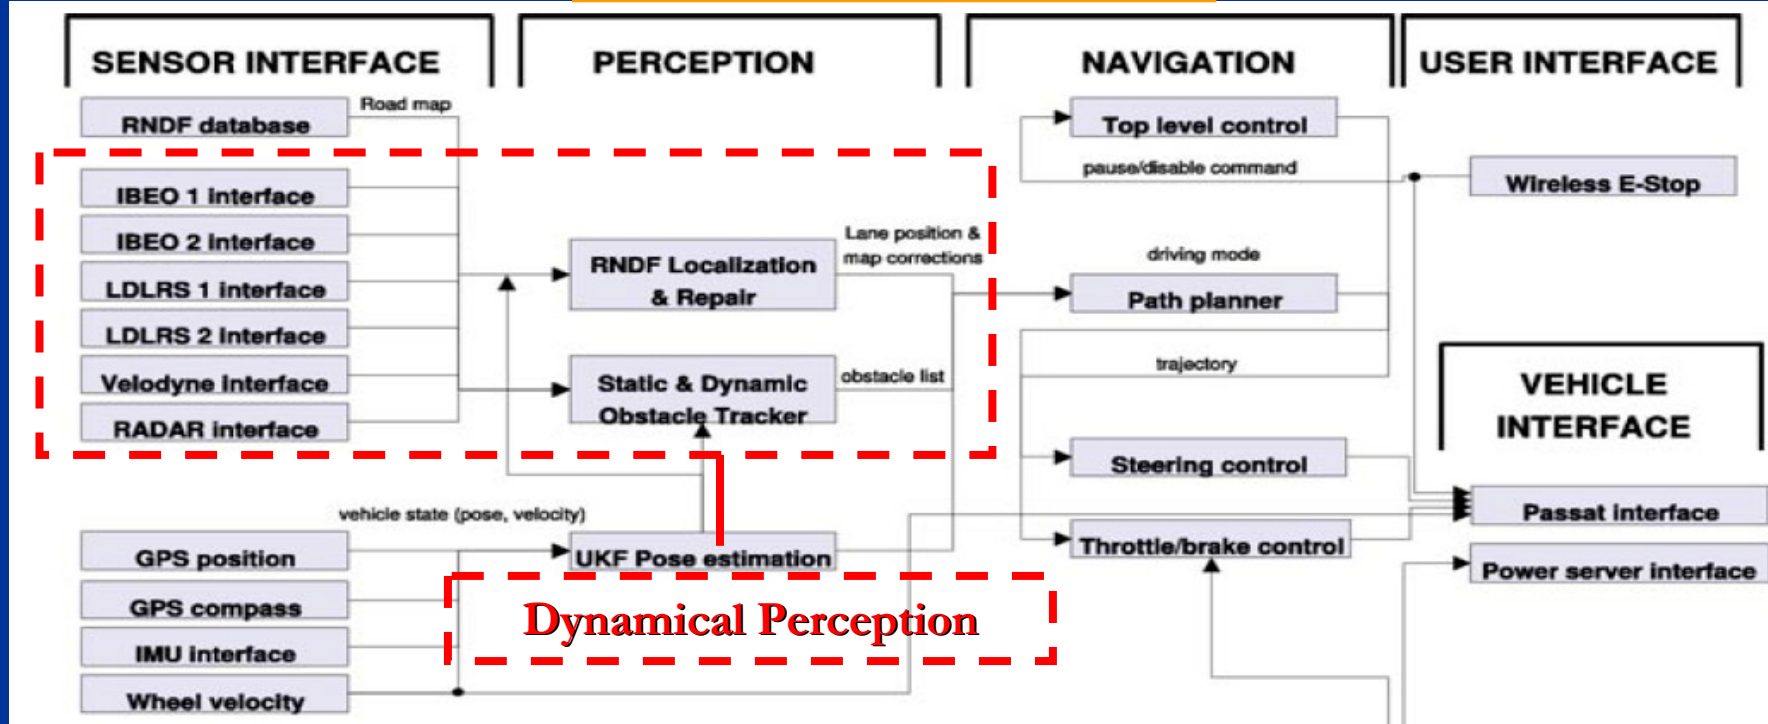 SENSOR INTERFACE
PERCEPTION
NAVIGATION
USER INTERFACE
RNDF database
Road map
IBEO 1 interface
IBEO 2 interface
LDLRS 1 interface
LDLRS 2 interface
Velodyne interface
RADAR interface
RNDF Localization
& Repair
Lane position &
map corrections
Static & Dynamic
Obstacle Tracker
obstacle list
vehicle state (pose, velocity)
GPS position
GPS compass
IMU interface
Wheel velocity
UKF Pose estimation
Dynamical Perception
Top level control
pause/disable command
driving mode
Path planner
trajectory
Steering control
Throttle/brake control
Wireless E-Stop
VEHICLE
INTERFACE
Passat interface
Power server interface